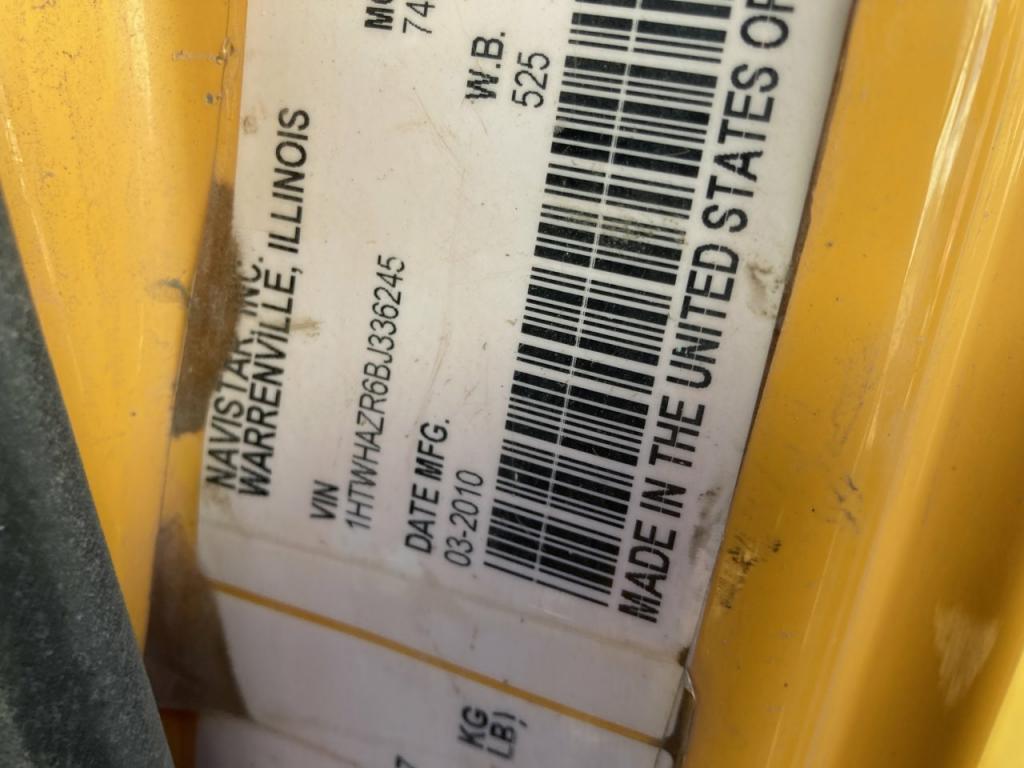 NAVISTAR, INC.
WARRENVILLE, ILLINOIS
VIN
1HTWHAZR6BJ336245
DATE MFG.
03-2010
W.B.
525
MADE IN THE UNITED STATES OF
KG
LB)